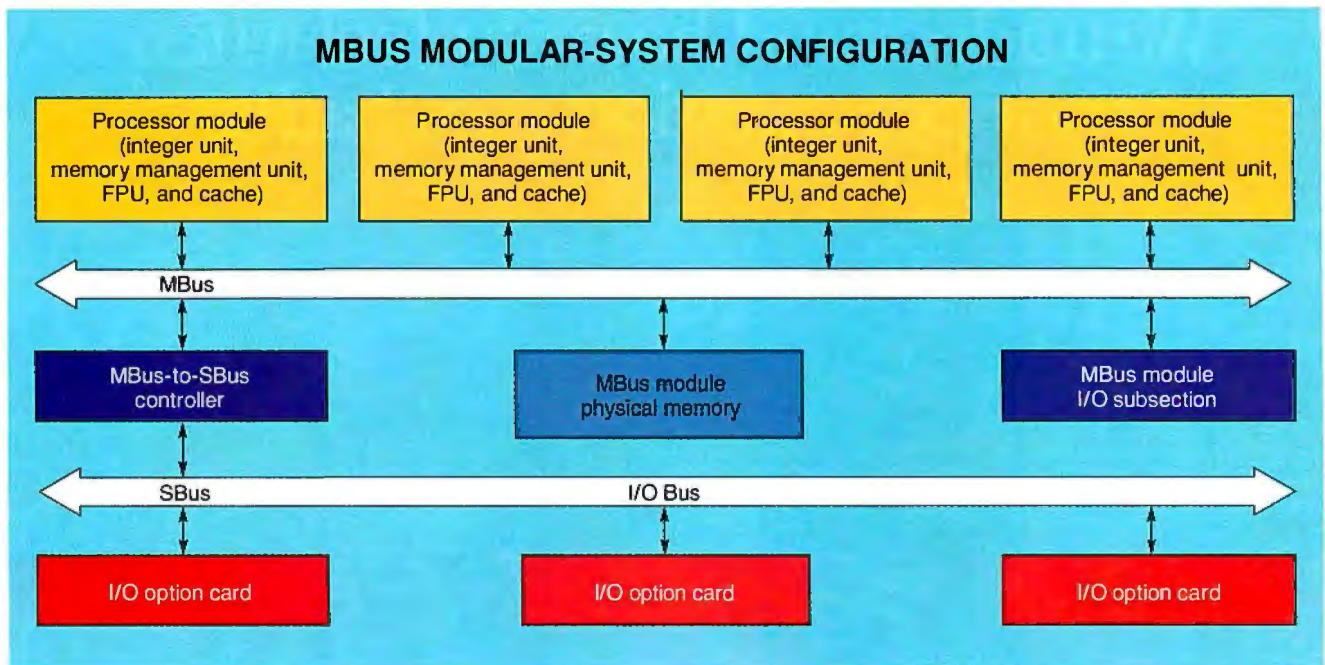 MBUS MODULAR-SYSTEM CONFIGURATION
Processor module
(integer unit,
memory management unit,
FPU, and cache)
Processor module
(integer unit,
memory management unit,
FPU, and cache)
Processor module
(integer unit,
memory management unit,
FPU, and cache)
Processor module
(integer unit,
memory management unit,
FPU, and cache)
MBus
MBus-to-SBus
controller
MBus module
physical memory
MBus module
I/O subsection
SBus
I/O Bus
I/O option card
I/O option card
I/O option card